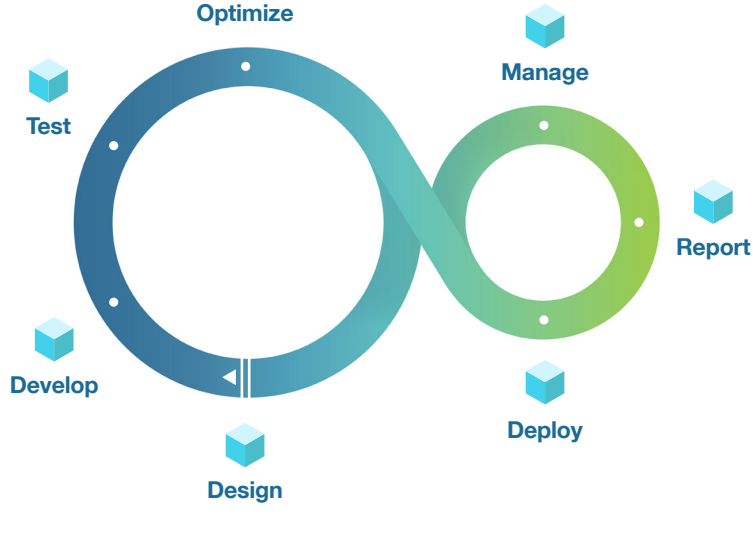 Optimize
Manage
Test
Report
Develop
Deploy
Design